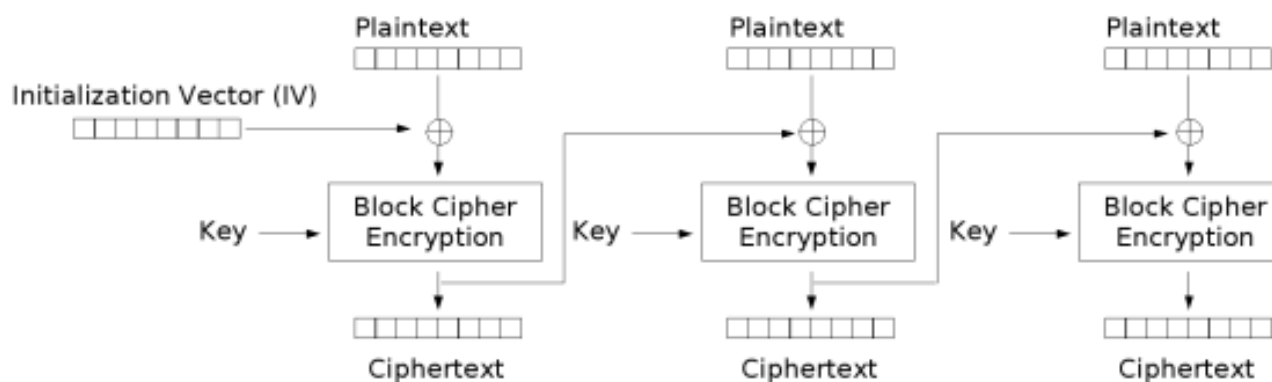 Plaintext
Plaintext
Plaintext
Initialization Vector (IV)
Key
Block Cipher
Encryption
Key
Block Cipher
Encryption
Key
Block Cipher
Encryption
Ciphertext
Ciphertext
Ciphertext